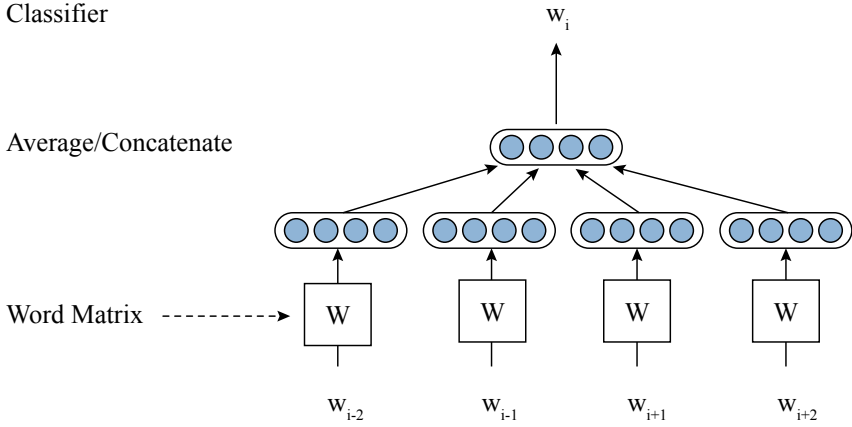 Classifier
w_i
Average/Concatenate
Word Matrix
W W W W
w_i-2 w_i-1 w_i+1 w_i+2